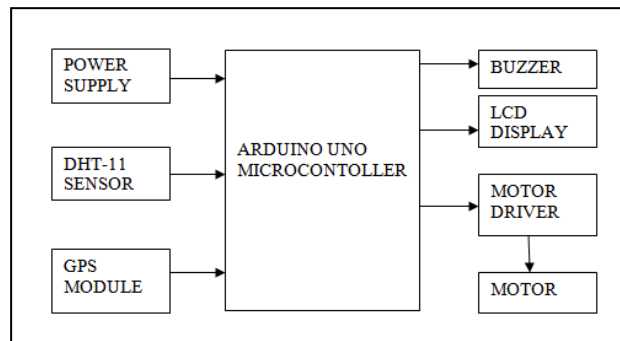 POWER
SUPPLY
DHT-11
SENSOR
GPS
MODULE
ARDUINO UNO
MICROCONTOLLER
BUZZER
LCD
DISPLAY
MOTOR
DRIVER
MOTOR